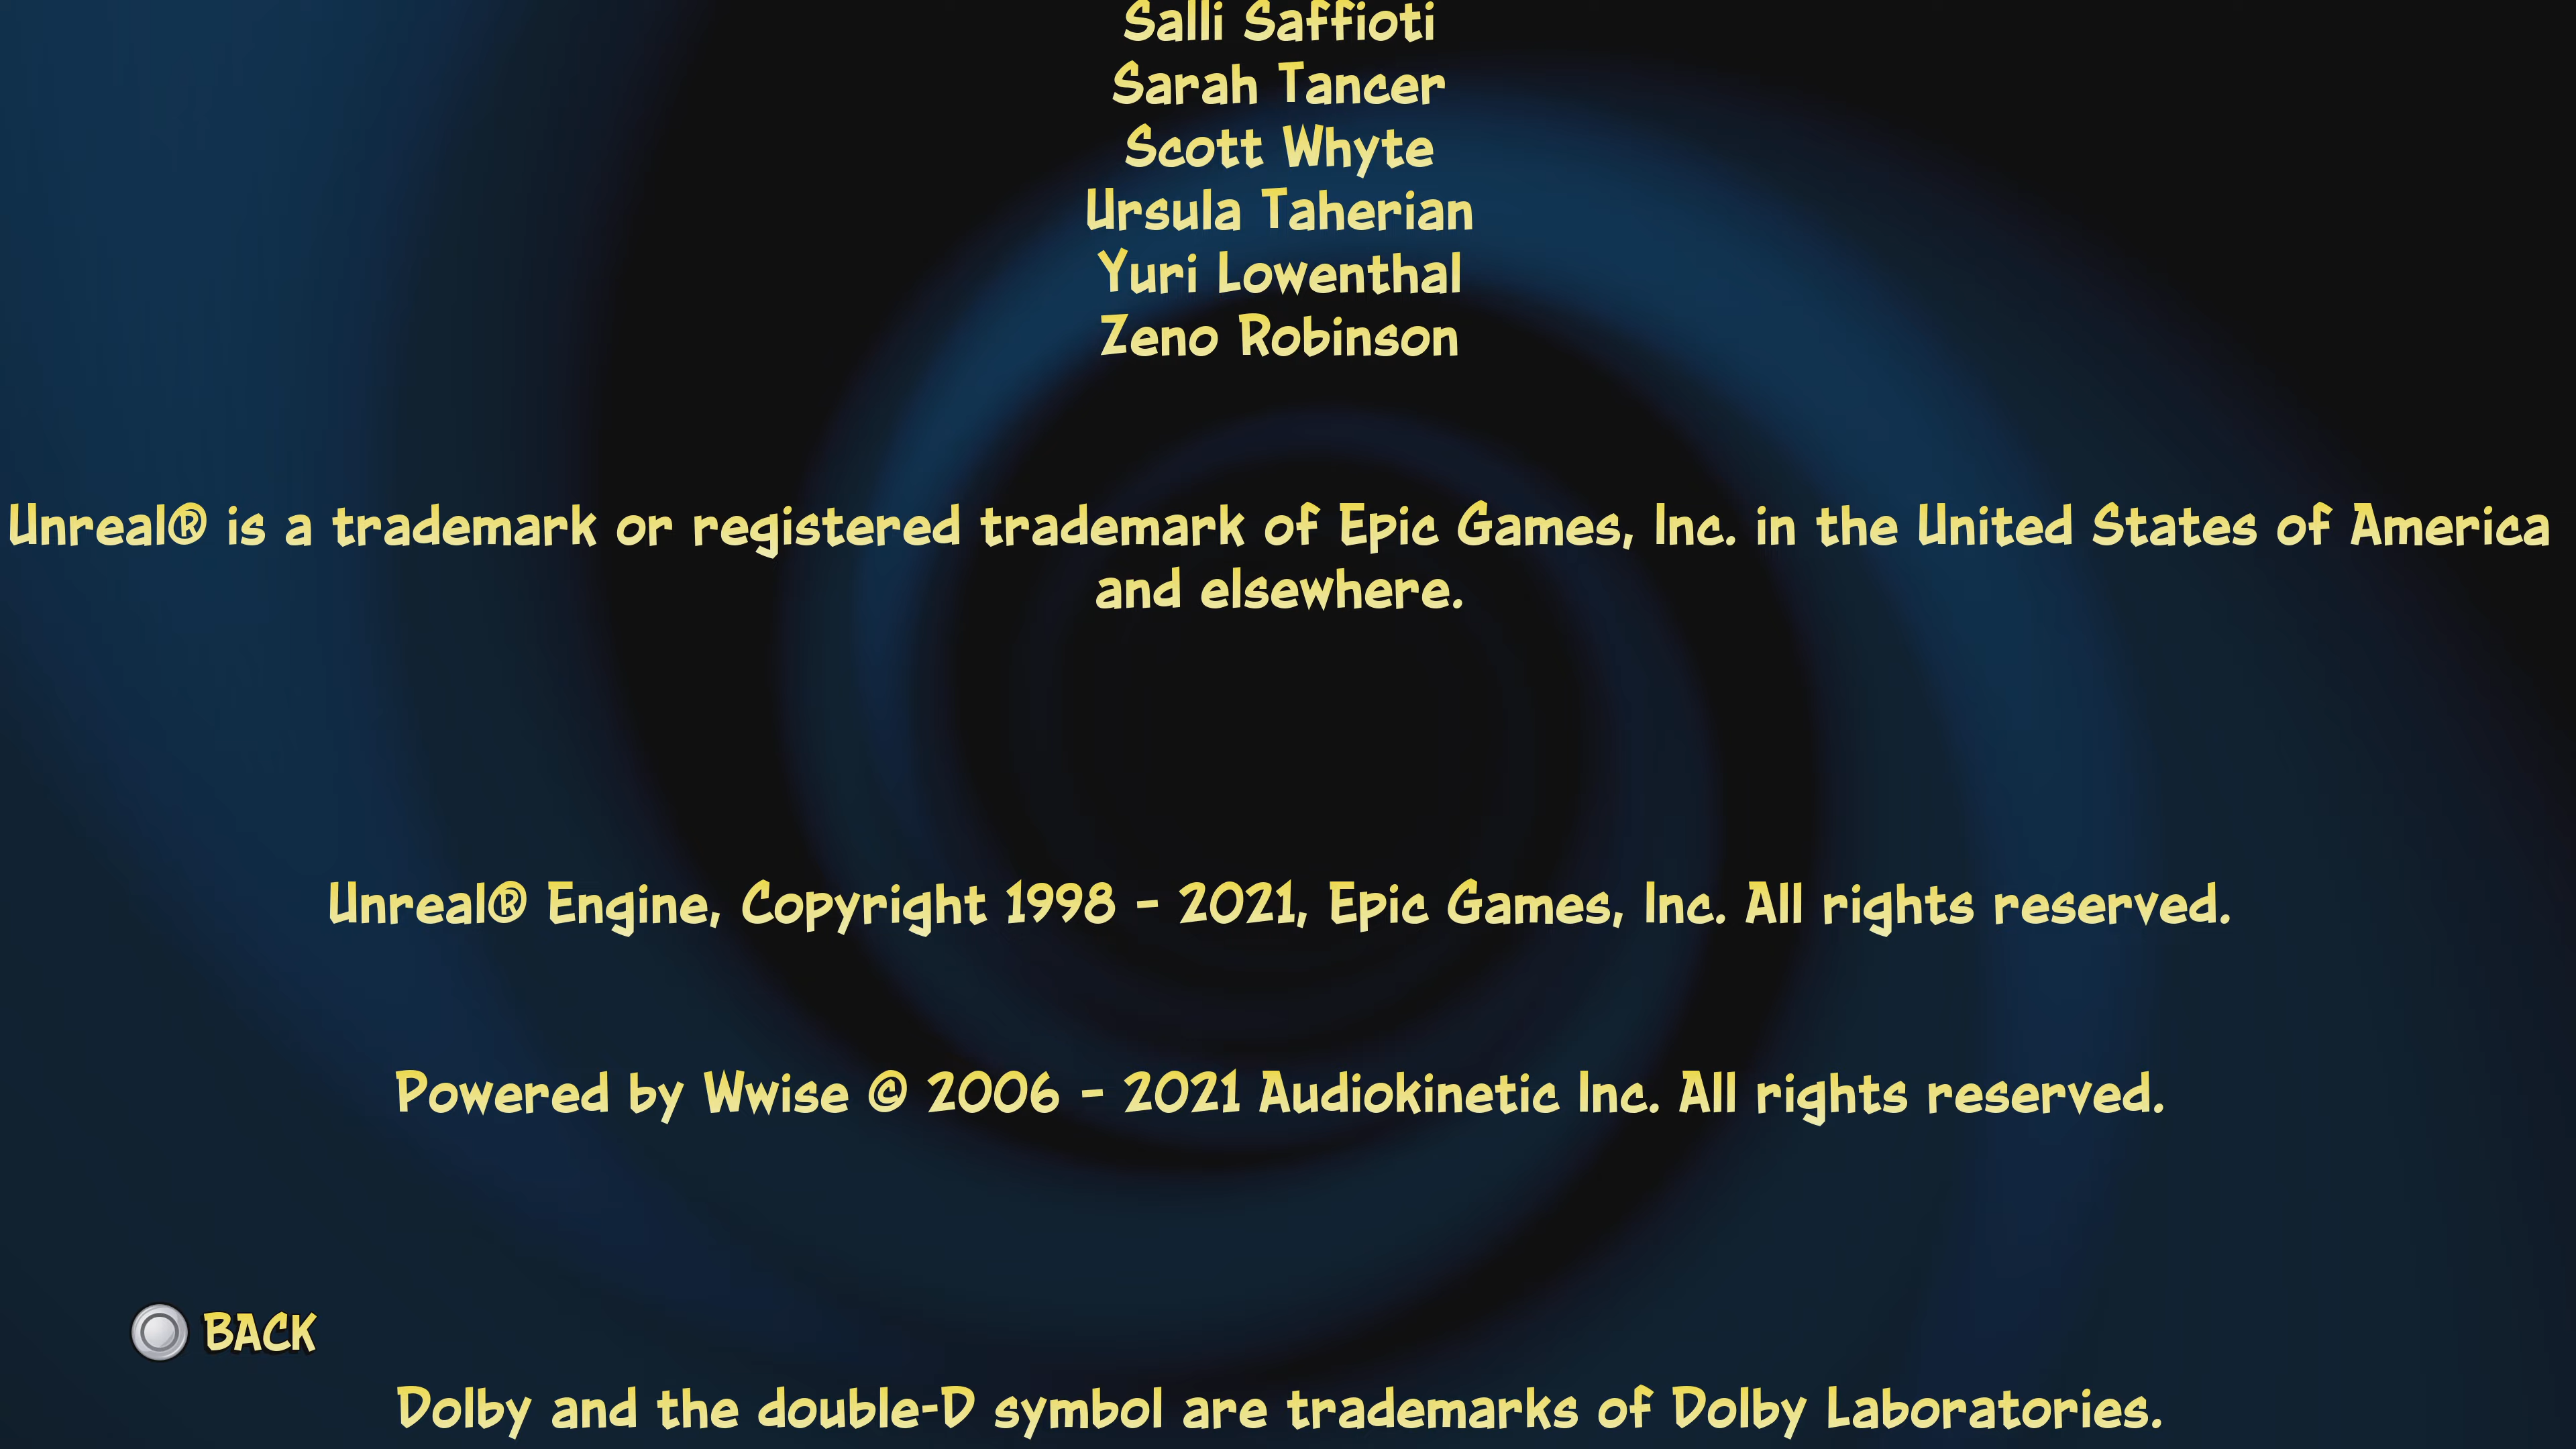 Salli Saffioti
Sarah Tancer
Scott Whyte
Ursula Taherian
Yuri Lowenthal
Zeno Robinson
Unreal® is a trademark or registered trademark of Epic Games, Inc. in the United States of America
and elsewhere.
Unreal® Engine, Copyright 1998 - 2021, Epic Games, Inc. All rights reserved.
Powered by Wwise © 2006 - 2021 Audiokinetic Inc. All rights reserved.
BACK
Dolby and the double-D symbol are trademarks of Dolby Laboratories.